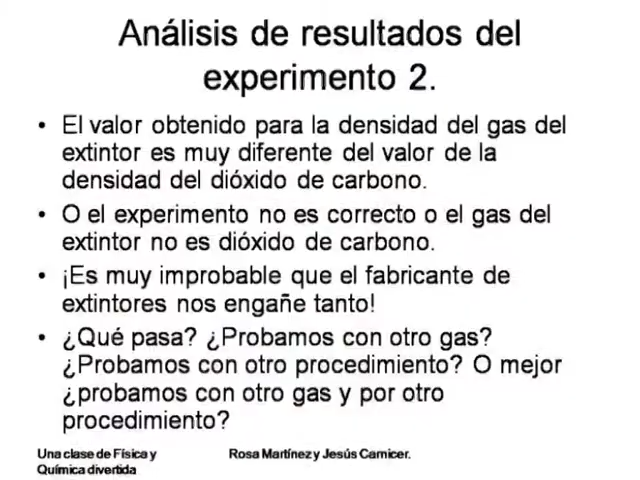 Análisis de resultados del
experimento 2.
• El valor obtenido para la densidad del gas del
extintor es muy diferente del valor de la
densidad del dióxido de carbono.
• O el experimento no es correcto o el gas del
extintor no es dióxido de carbono.
• ¡Es muy improbable que el fabricante de
extintores nos engañe tanto!
• ¿Qué pasa? ¿Probamos con otro gas?
¿Probamos con otro procedimiento? O mejor
¿probamos con otro gas y por otro
procedimiento?
Una clase de Física y
Química divertida
Rosa Martínez y Jesús Carnicer.